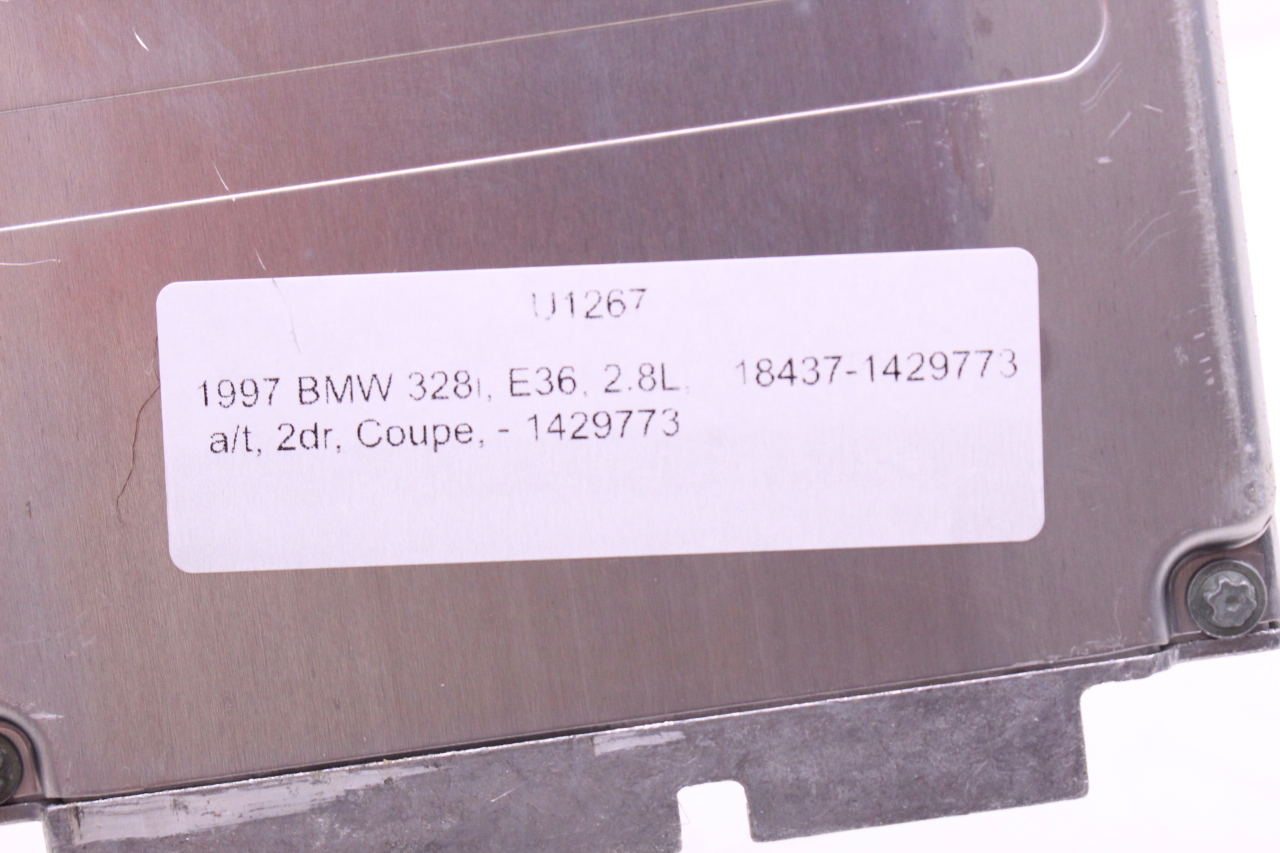 U1267
1997 BMW 328i, E36, 2.8L, 18437-1429773
a/t, 2dr, Coupe, - 1429773